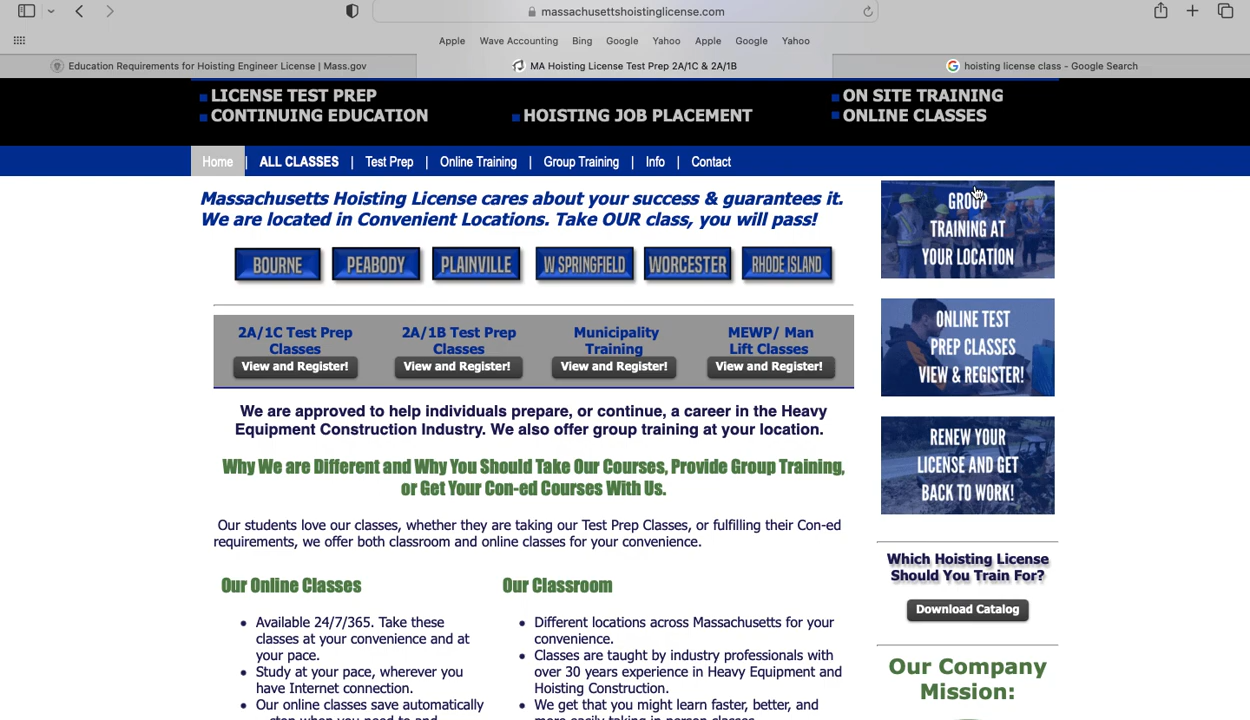 massachusettshoistinglicense.com
Apple Wave Accounting Bing Google Yahoo Apple Google Yahoo
Education Requirements for Hoisting Engineer License | Mass.gov
MA Hoisting License Test Prep 2A/1C & 2A/1B
hoisting license class - Google Search
LICENSE TEST PREP
ON SITE TRAINING
CONTINUING EDUCATION
HOISTING JOB PLACEMENT
ONLINE CLASSES
Home | ALL CLASSES | Test Prep | Online Training | Group Training | Info | Contact
Massachusetts Hoisting License cares about your success & guarantees it.
We are located in Convenient Locations. Take OUR class, you will pass!
BOURNE
PEABODY
PLAINVILLE
W SPRINGFIELD
WORCESTER
RHODE ISLAND
2A/1C Test Prep
Classes
View and Register!
2A/1B Test Prep
Classes
View and Register!
Municipality
Training
View and Register!
MEWP/ Man
Lift Classes
View and Register!
We are approved to help individuals prepare, or continue, a career in the Heavy
Equipment Construction Industry. We also offer group training at your location.
Why We are Different and Why You Should Take Our Courses, Provide Group Training,
or Get Your Con-ed Courses With Us.
Our students love our classes, whether they are taking our Test Prep Classes, or fulfilling their Con-ed
requirements, we offer both classroom and online classes for your convenience.
Our Online Classes
Available 24/7/365. Take these
classes at your convenience and at
your pace.
Study at your pace, wherever you
have Internet connection.
Our online classes save automatically
Our Classroom
Different locations across Massachusetts for your
convenience.
Classes are taught by industry professionals with
over 30 years experience in Heavy Equipment and
Hoisting Construction.
We get that you might learn faster, better, and
GROUP
TRAINING AT
YOUR LOCATION
ONLINE TEST
PREP CLASSES
VIEW & REGISTER!
RENEW YOUR
LICENSE AND GET
BACK TO WORK!
Which Hoisting License
Should You Train For?
Download Catalog
Our Company
Mission: